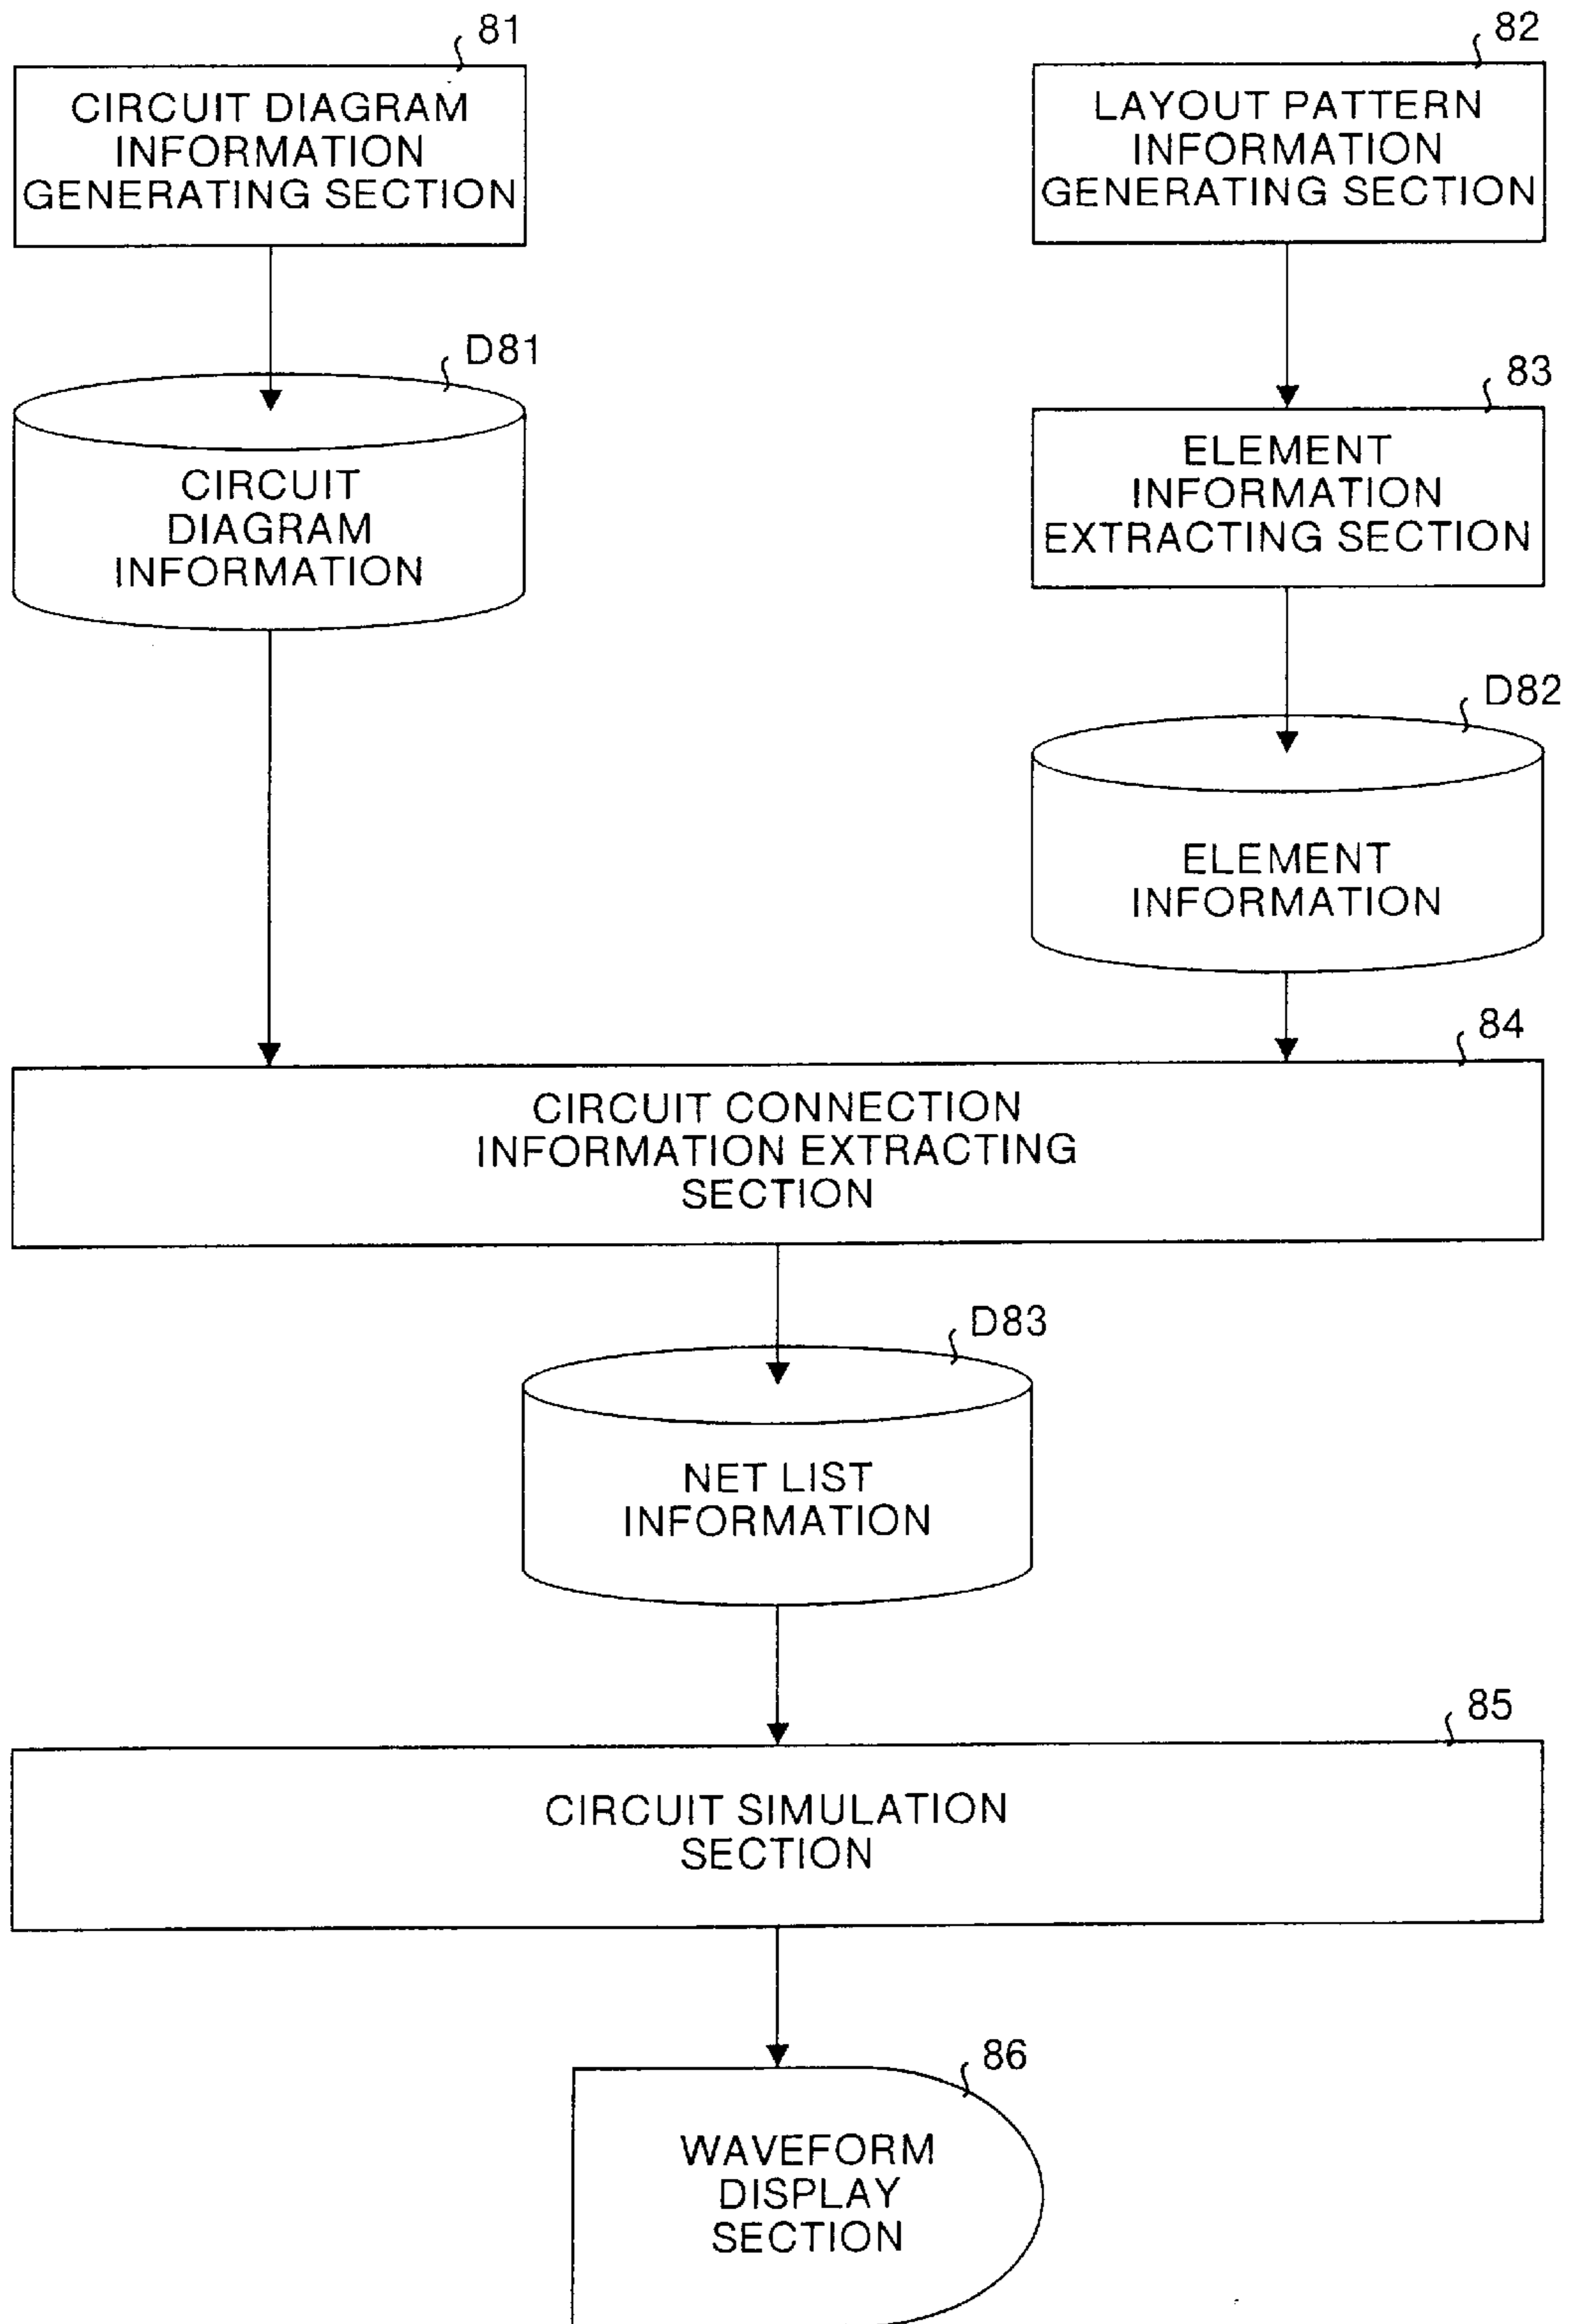 81
CIRCUIT DIAGRAM
INFORMATION
GENERATING SECTION
82
LAYOUT PATTERN
INFORMATION
GENERATING SECTION
D81
CIRCUIT
DIAGRAM
INFORMATION
83
ELEMENT
INFORMATION
EXTRACTING SECTION
D82
ELEMENT
INFORMATION
84
CIRCUIT CONNECTION
INFORMATION EXTRACTING
SECTION
D83
NET LIST
INFORMATION
85
CIRCUIT SIMULATION
SECTION
86
WAVEFORM
DISPLAY
SECTION